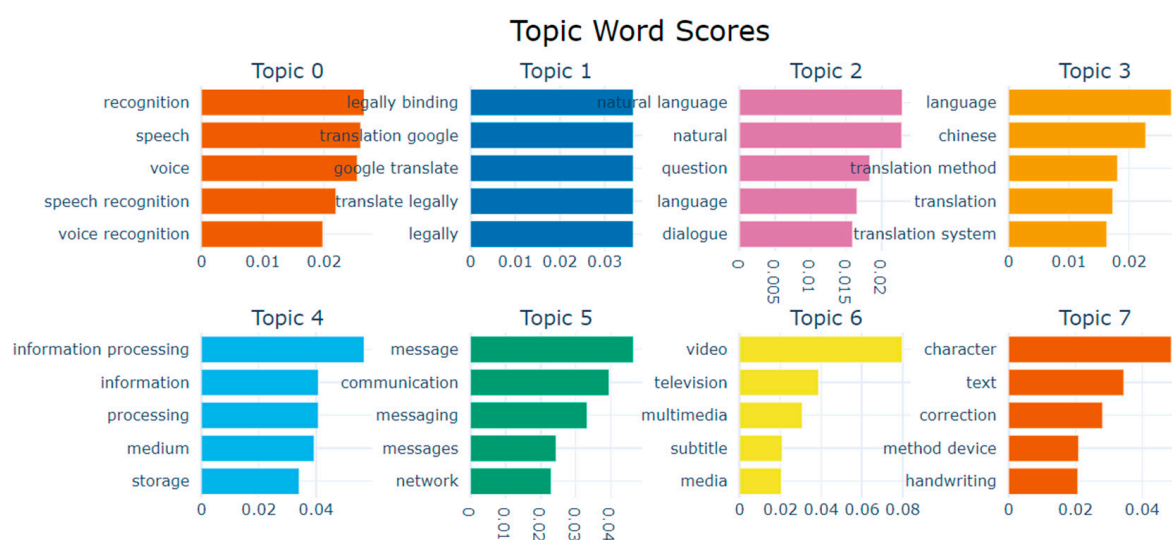 Topic Word Scores
Topic 0
recognition
speech
voice
speech recognition
voice recognition
0 0.01 0.02
Topic 1
legally binding
translation google
google translate
translate legally
legally
0 0.01 0.02 0.03
Topic 2
natural language
natural
question
language
dialogue
0 0.005 0.01 0.015 0.02
Topic 3
language
chinese
translation method
translation
translation system
0 0.01 0.02
Topic 4
information processing
information
processing
medium
storage
0 0.02 0.04
Topic 5
message
communication
messaging
messages
network
0 0.01 0.02 0.03 0.04
Topic 6
video
television
multimedia
subtitle
media
0 0.02 0.04 0.06 0.08
Topic 7
character
text
correction
method device
handwriting
0 0.02 0.04